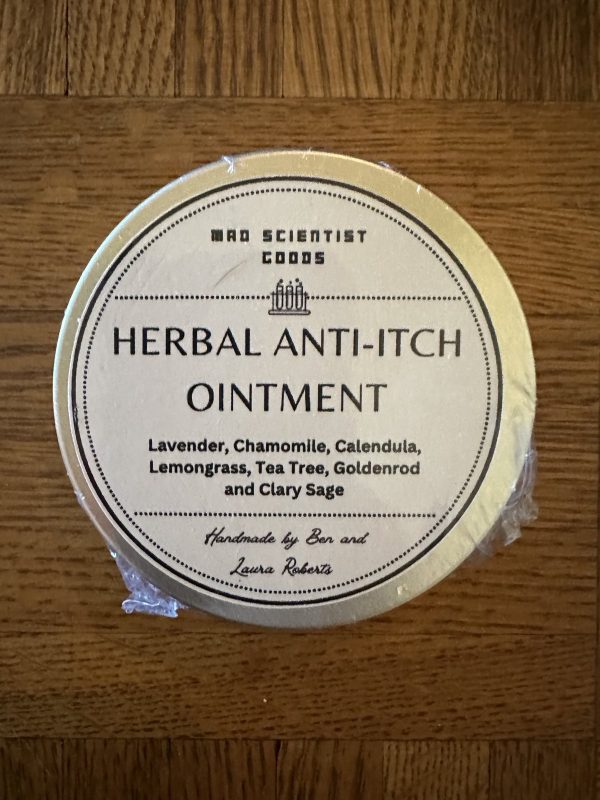 MAD SCIENTIST
GOODS
HERBAL ANTI-ITCH
OINTMENT
Lavender, Chamomile, Calendula,
Lemongrass, Tea Tree, Goldenrod
and Clary Sage
Handmade by Ben and
Laura Roberts